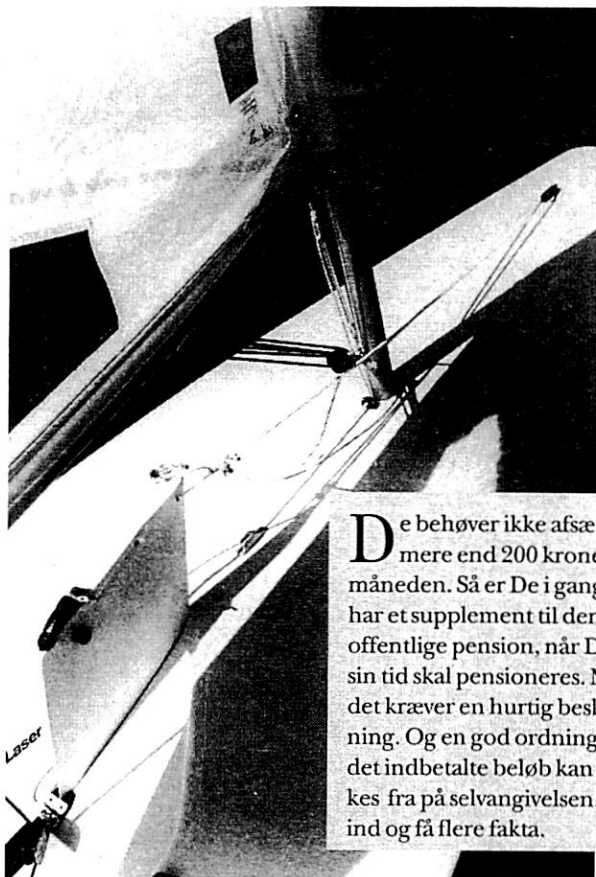 De behøver ikke afsæ
mere end 200 krone
måneden. Så er De i gang
har et supplement til den
offentlige pension, når D
sin tid skal pensioneres. 
det kræver en hurtig besl
ning. Og en god ordning
det indbetalte beløb kan
kes fra på selvangivelsen.
ind og få flere fakta.
Laser